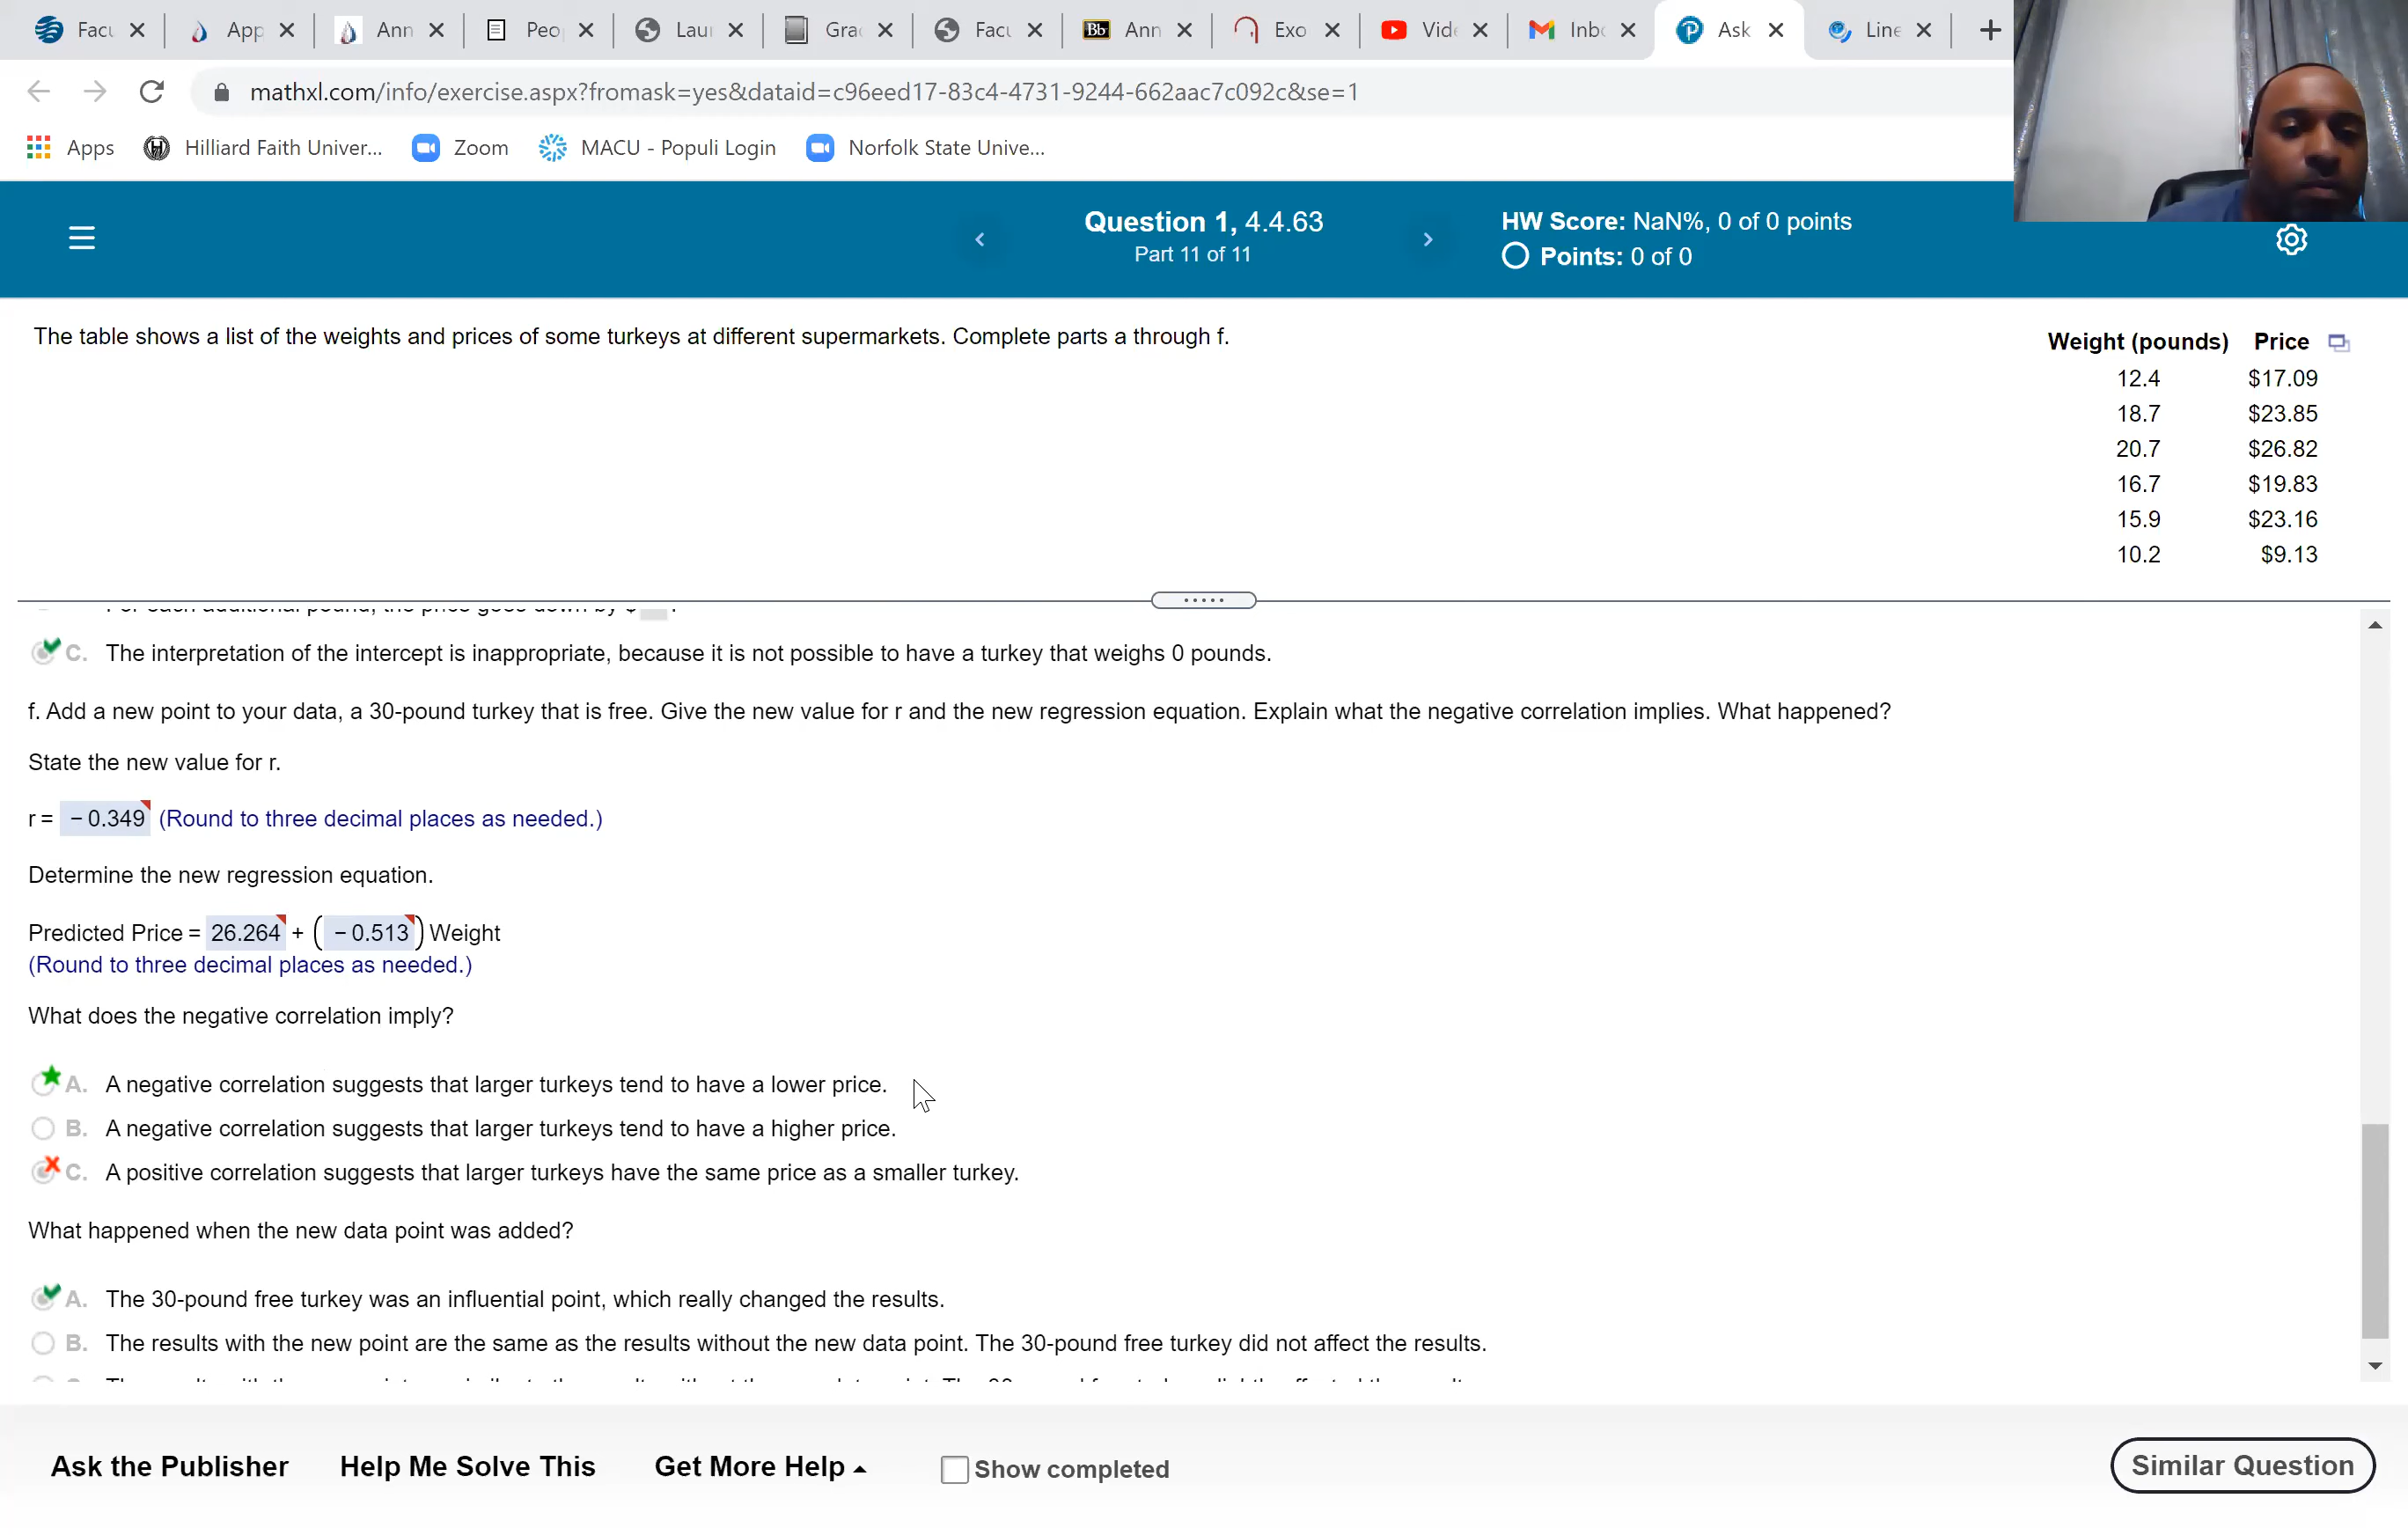 Facu App Ann Peo Lau Gra Facu Bb Ann Exo Vide Inbo Ask Line
mathxl.com/info/exercise.aspx?fromask=yes&dataid=c96eed17-83c4-4731-9244-662aac7c092c&se=1
Apps Hilliard Faith Univer... Zoom MACU - Populi Login Norfolk State Unive...
Question 1, 4.4.63
Part 11 of 11
HW Score: NaN%, 0 of 0 points
Points: 0 of 0
The table shows a list of the weights and prices of some turkeys at different supermarkets. Complete parts a through f.
Weight (pounds) Price
12.4 $17.09
18.7 $23.85
20.7 $26.82
16.7 $19.83
15.9 $23.16
10.2 $9.13
C. The interpretation of the intercept is inappropriate, because it is not possible to have a turkey that weighs 0 pounds.
f. Add a new point to your data, a 30-pound turkey that is free. Give the new value for r and the new regression equation. Explain what the negative correlation implies. What happened?
State the new value for r.
r = − 0.349 (Round to three decimal places as needed.)
Determine the new regression equation.
Predicted Price = 26.264 + ( − 0.513 ) Weight
(Round to three decimal places as needed.)
What does the negative correlation imply?
A. A negative correlation suggests that larger turkeys tend to have a lower price.
B. A negative correlation suggests that larger turkeys tend to have a higher price.
C. A positive correlation suggests that larger turkeys have the same price as a smaller turkey.
What happened when the new data point was added?
A. The 30-pound free turkey was an influential point, which really changed the results.
B. The results with the new point are the same as the results without the new data point. The 30-pound free turkey did not affect the results.
Ask the Publisher Help Me Solve This Get More Help Show completed Similar Question